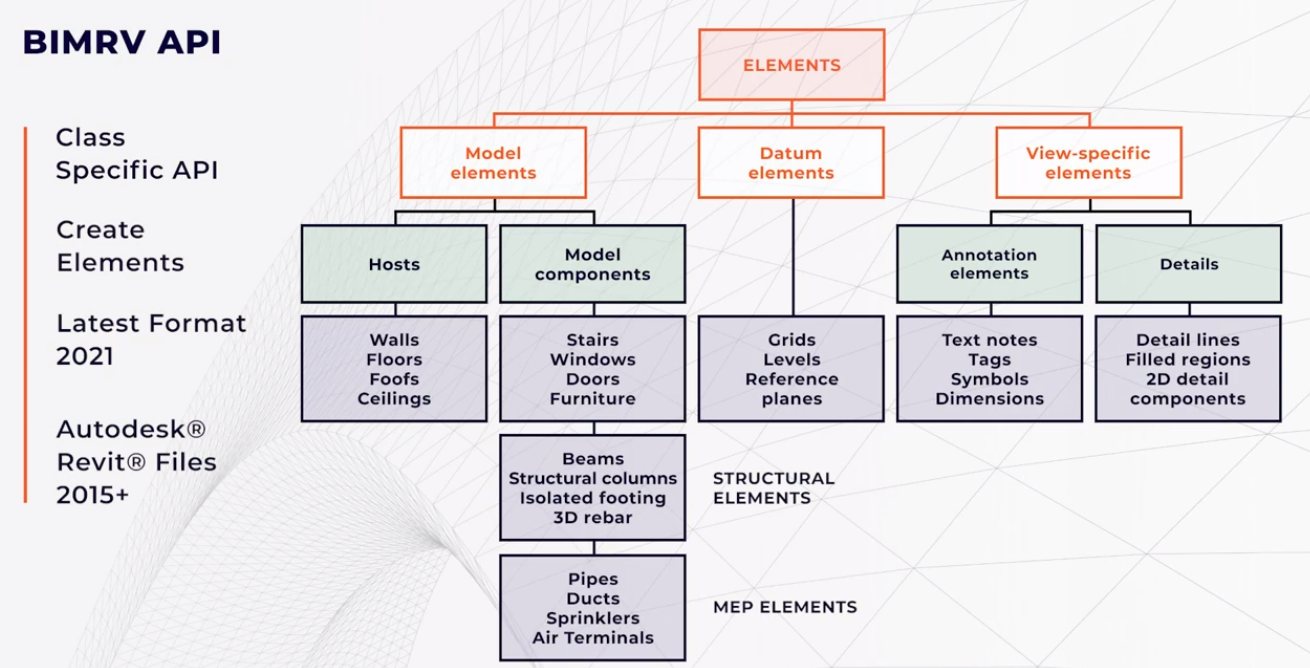 BIMRV API
Class
Specific API
Create
Elements
Latest Format
2021
Autodesk®
Revit® Files
2015+
ELEMENTS
Model
elements
Datum
elements
View-specific
elements
Hosts
Model
components
Annotation
elements
Details
Walls
Floors
Foofs
Ceilings
Stairs
Windows
Doors
Furniture
Grids
Levels
Reference
planes
Text notes
Tags
Symbols
Dimensions
Detail lines
Filled regions
2D detail
components
Beams
Structural columns
Isolated footing
3D rebar
STRUCTURAL
ELEMENTS
Pipes
Ducts
Sprinklers
Air Terminals
MEP ELEMENTS